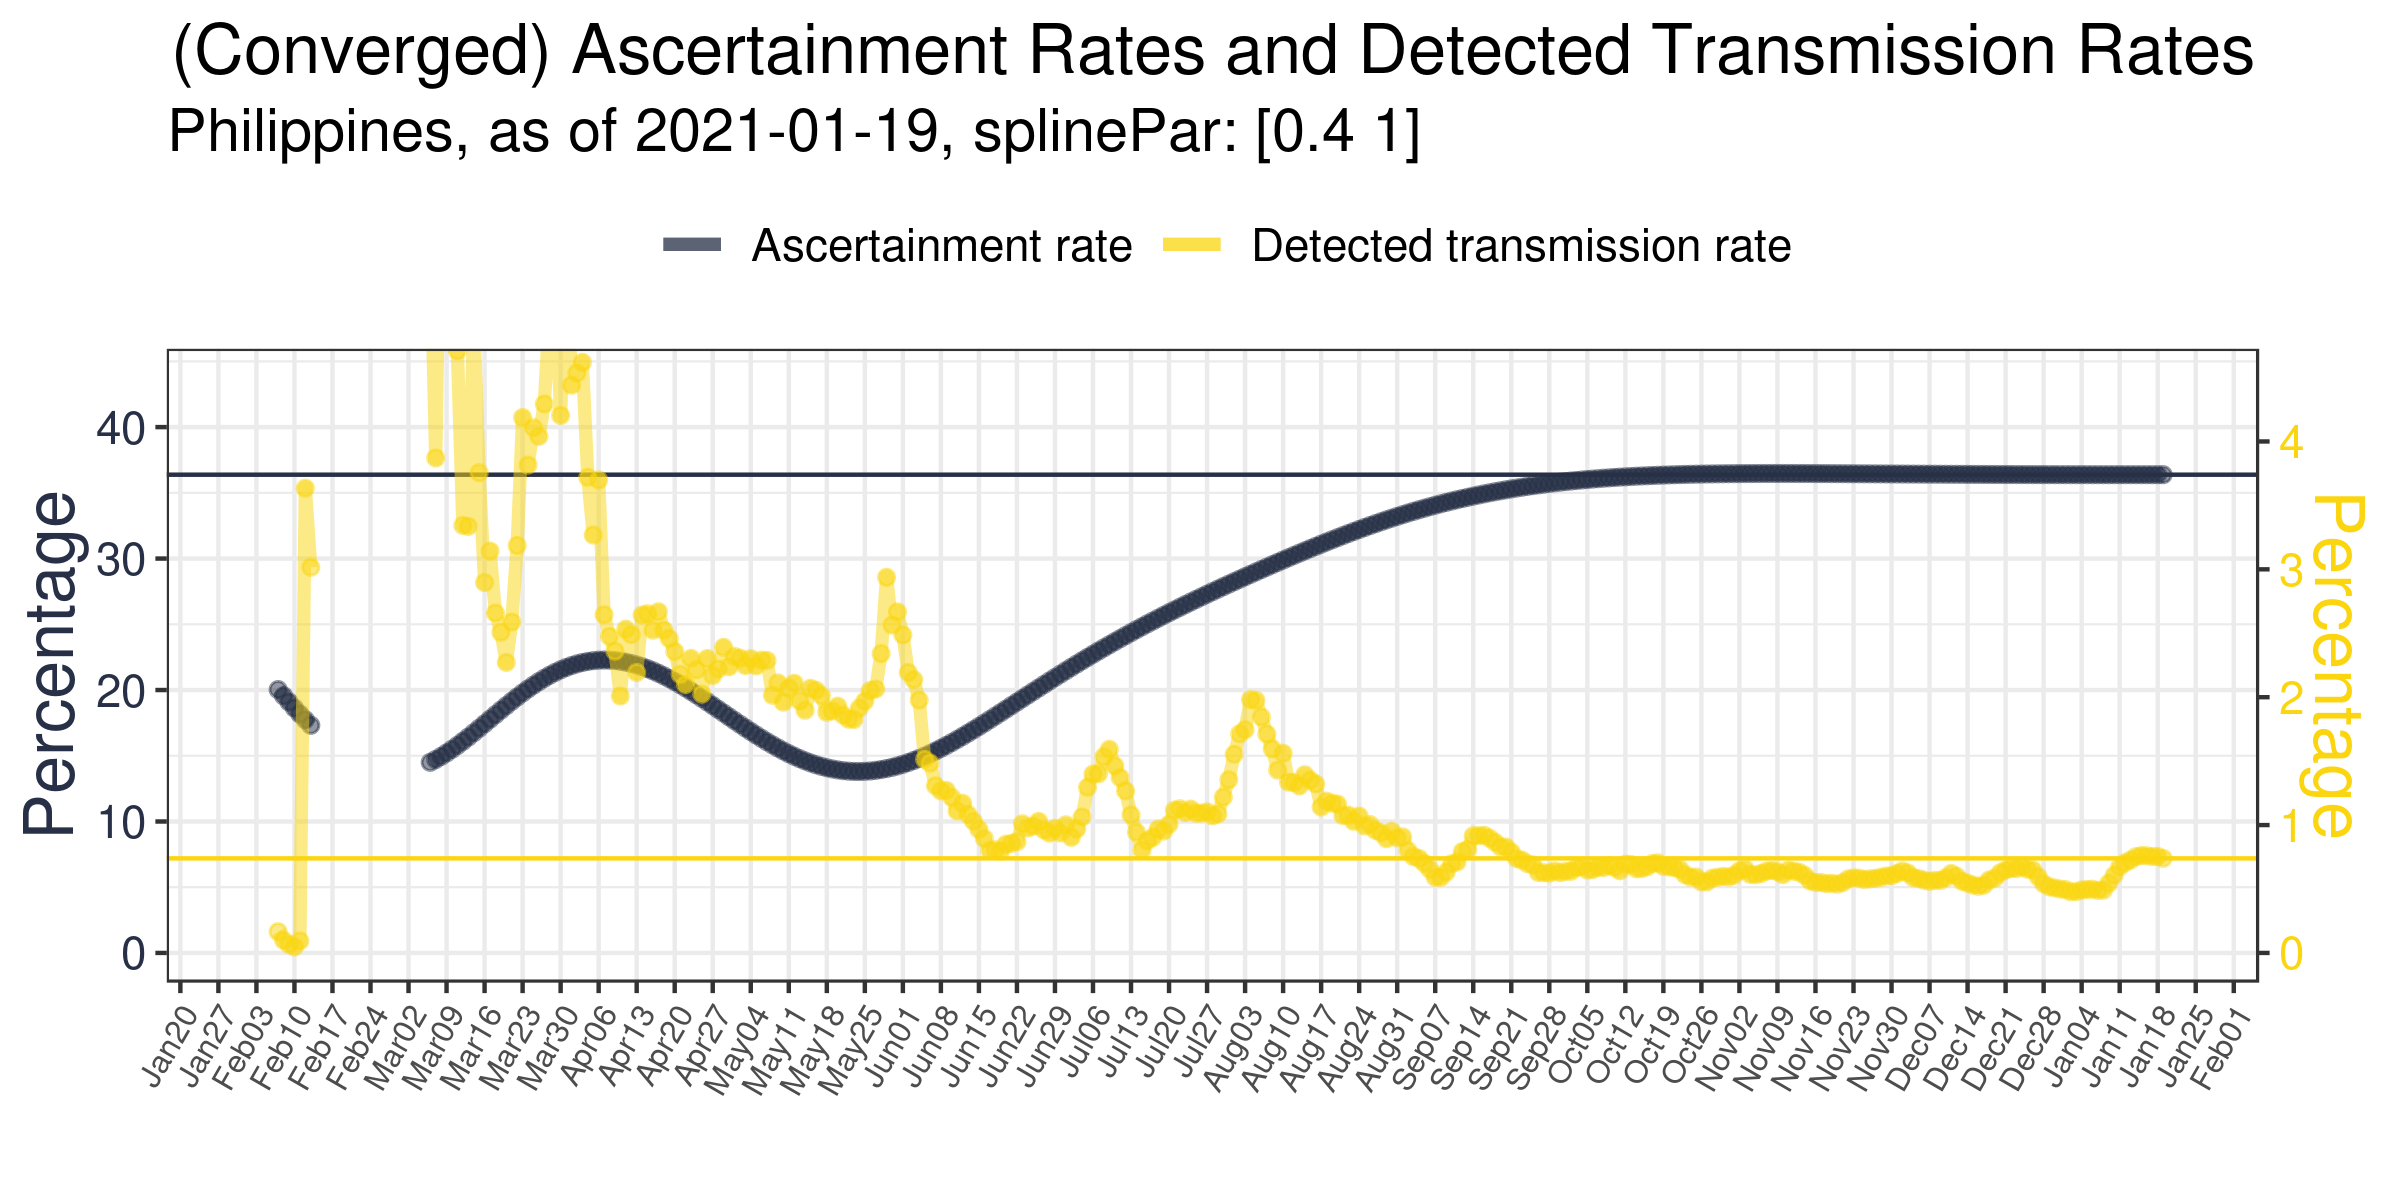 (Converged) Ascertainment Rates and Detected Transmission Rates
Philippines, as of 2021-01-19, splinePar: [0.4 1]
Ascertainment rate Detected transmission rate
Percentage
40
30
20
10
0
4
3
2
1
0
Percentage
Jan20 Jan27 Feb03 Feb10 Feb17 Feb24 Mar02 Mar09 Mar16 Mar23 Mar30 Apr06 Apr13 Apr20 Apr27 May04 May11 May18 May25 Jun01 Jun08 Jun15 Jun22 Jun29 Jul06 Jul13 Jul20 Jul27 Aug03 Aug10 Aug17 Aug24 Aug31 Sep07 Sep14 Sep21 Sep28 Oct05 Oct12 Oct19 Oct26 Nov02 Nov09 Nov16 Nov23 Nov30 Dec07 Dec14 Dec21 Dec28 Jan04 Jan11 Jan18 Jan25 Feb01